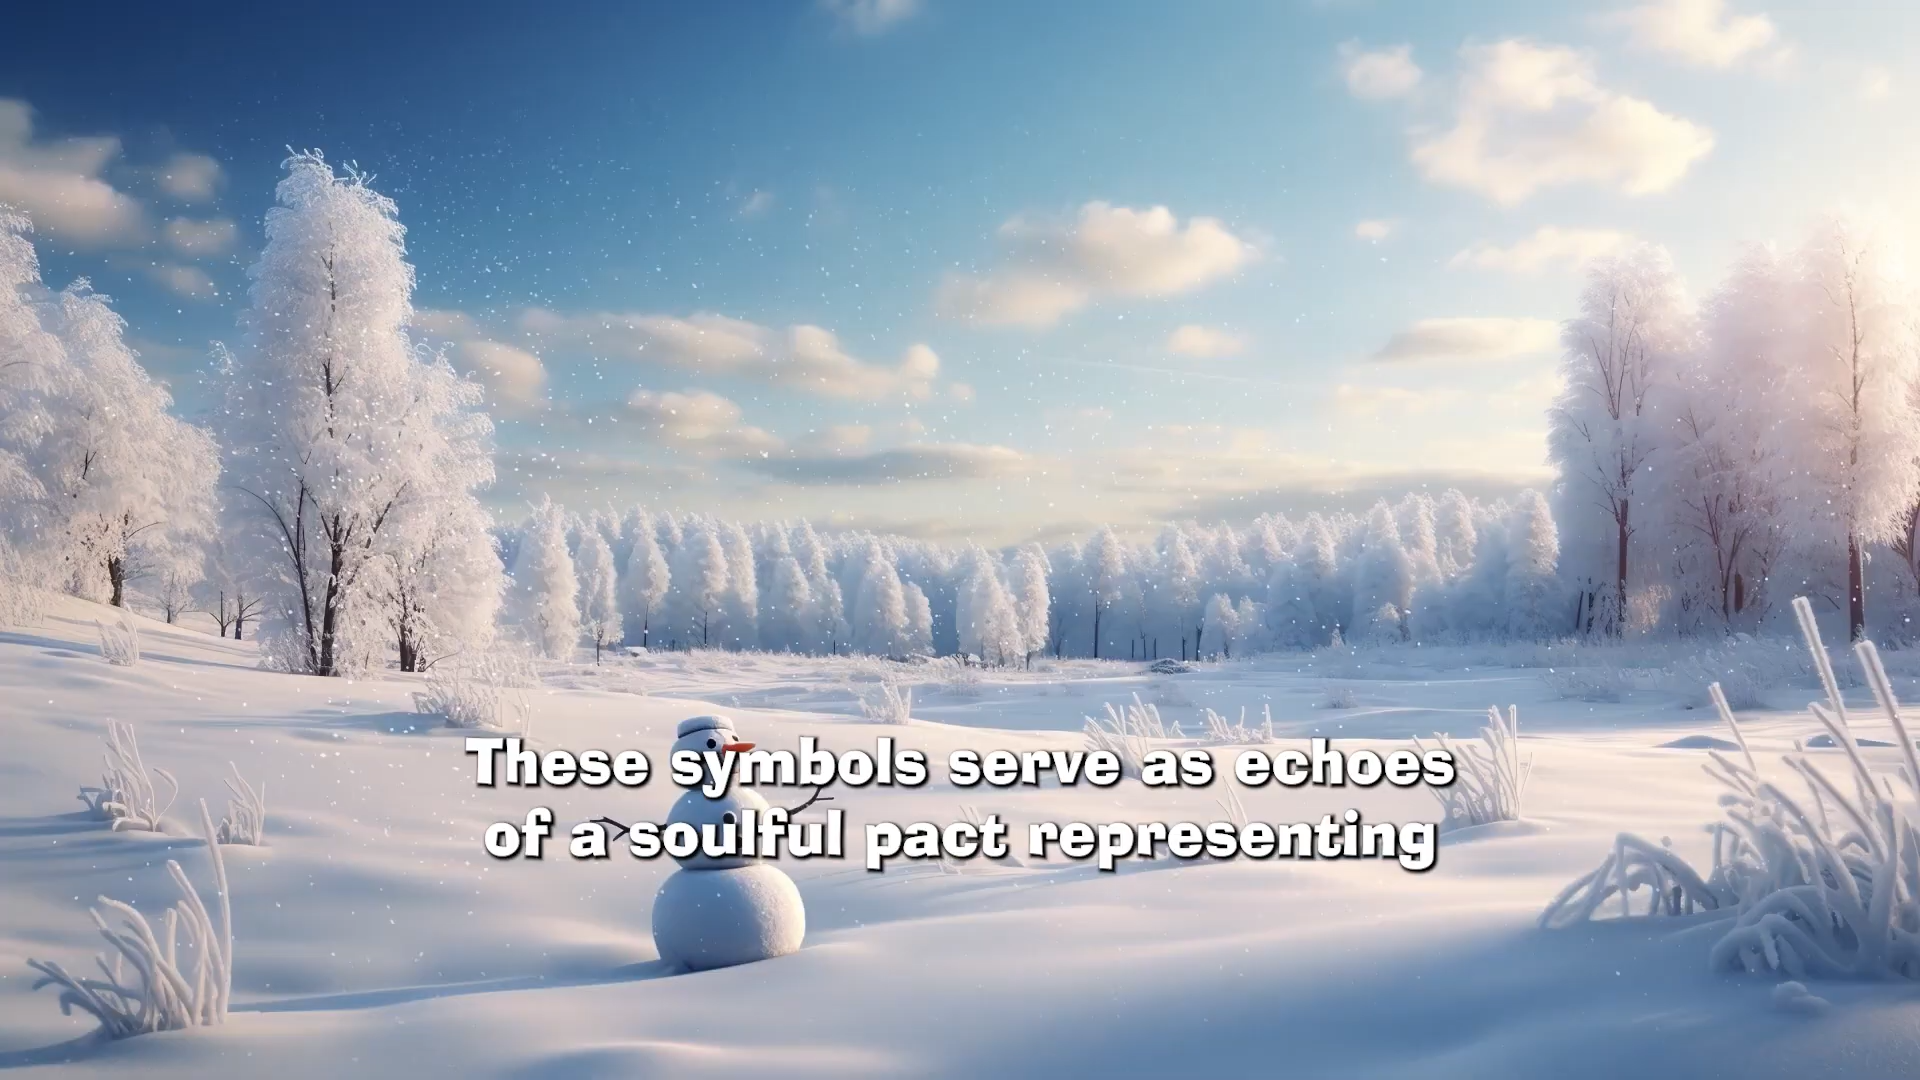 These symbols serve as echoes
of a soulful pact representing